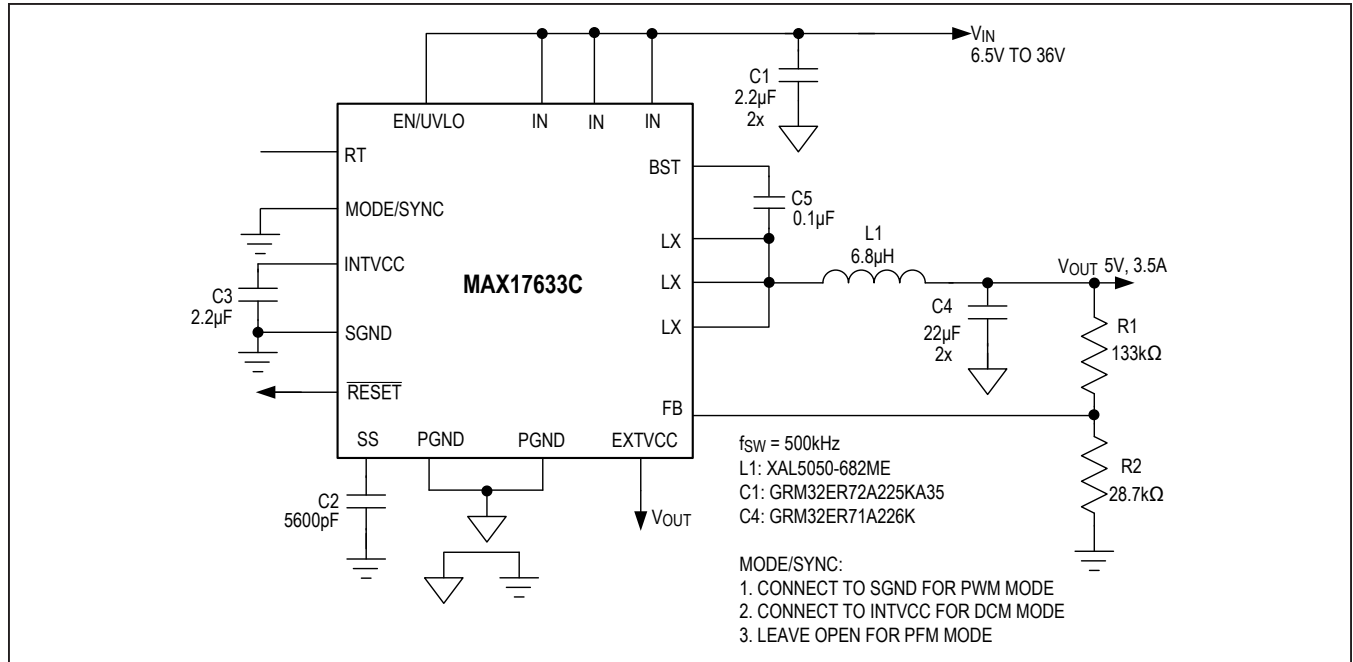 VIN
6.5V TO 36V
C1
2.2µF
2x
EN/UVLO
IN
IN
IN
RT
BST
C5
0.1µF
MODE/SYNC
LX
L1
6.8µH
INTVCC
MAX17633C
LX
VOUT 5V, 3.5A
C3
2.2µF
C4
22µF
2x
SGND
LX
R1
133kΩ
RESET
FB
SS
PGND
PGND
EXTVCC
fSW = 500kHz
L1: XAL5050-682ME
C1: GRM32ER72A225KA35
C4: GRM32ER71A226K
R2
28.7kΩ
C2
5600pF
VOUT
MODE/SYNC:
1. CONNECT TO SGND FOR PWM MODE
2. CONNECT TO INTVCC FOR DCM MODE
3. LEAVE OPEN FOR PFM MODE